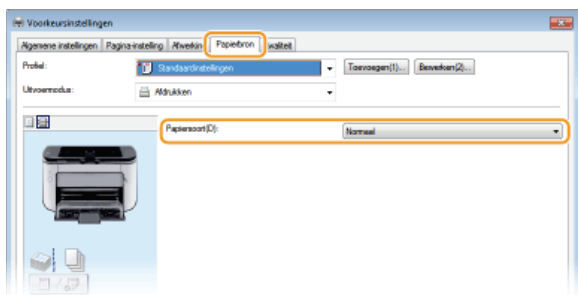 Voorkeursinstellingen
Algemene instellingen Pagina-instelling Afwerkin Papierbron waliteit
Profiel: Standaardinstellingen Toevoegen(1)... Bewerken(2)...
Uitvoermodus: Afdrukken
Papiersoort(D): Normaal